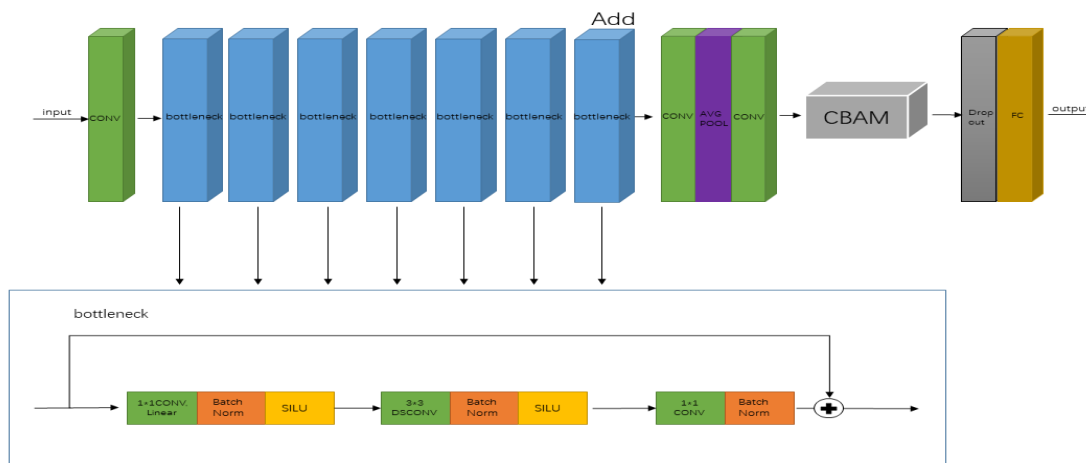 Add
input
CONV
bottleneck
bottleneck
bottleneck
bottleneck
bottleneck
bottleneck
bottleneck
CONV
AVG
POOL
CONV
CBAM
Drop
out
FC
output
bottleneck
1*1CONV,
Linear
Batch
Norm
SILU
3*3
DSCONV
Batch
Norm
SILU
1*1
CONV
Batch
Norm